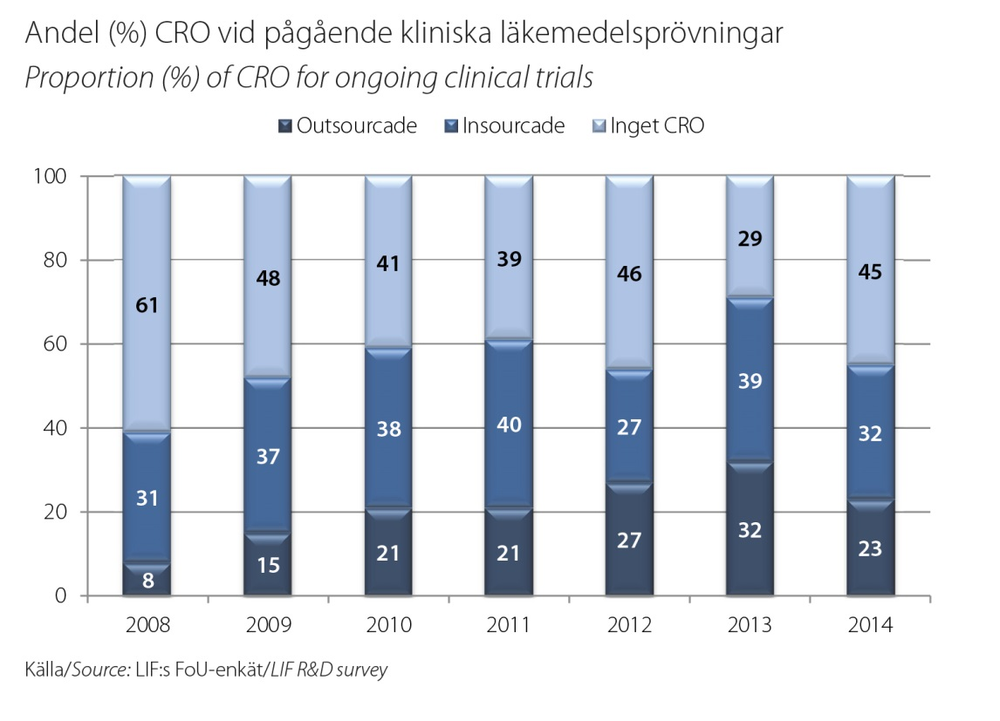 Andel (%) CRO vid pågående kliniska läkemedelsprövningar
Proportion (%) of CRO for ongoing clinical trials
Outsourcade Insourcade Inget CRO
100
80
60
40
20
0
61 48 41 39 46 29 45
31 37 38 40 27 39 32
8 15 21 21 27 32 23
2008 2009 2010 2011 2012 2013 2014
Källa/Source: LIF:s FoU-enkät/LIF R&D survey